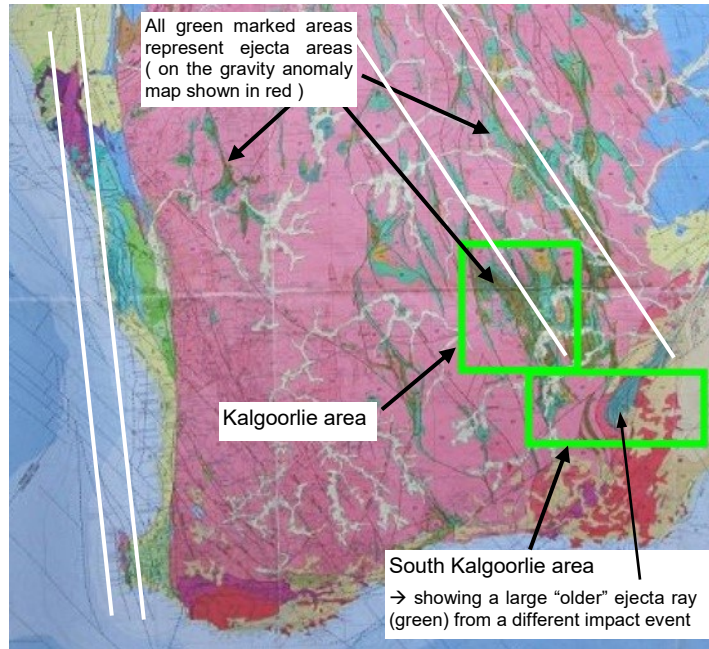 All green marked areas
represent ejecta areas
( on the gravity anomaly
map shown in red )
Kalgoorlie area
South Kalgoorlie area
→ showing a large “older” ejecta ray
(green) from a different impact event